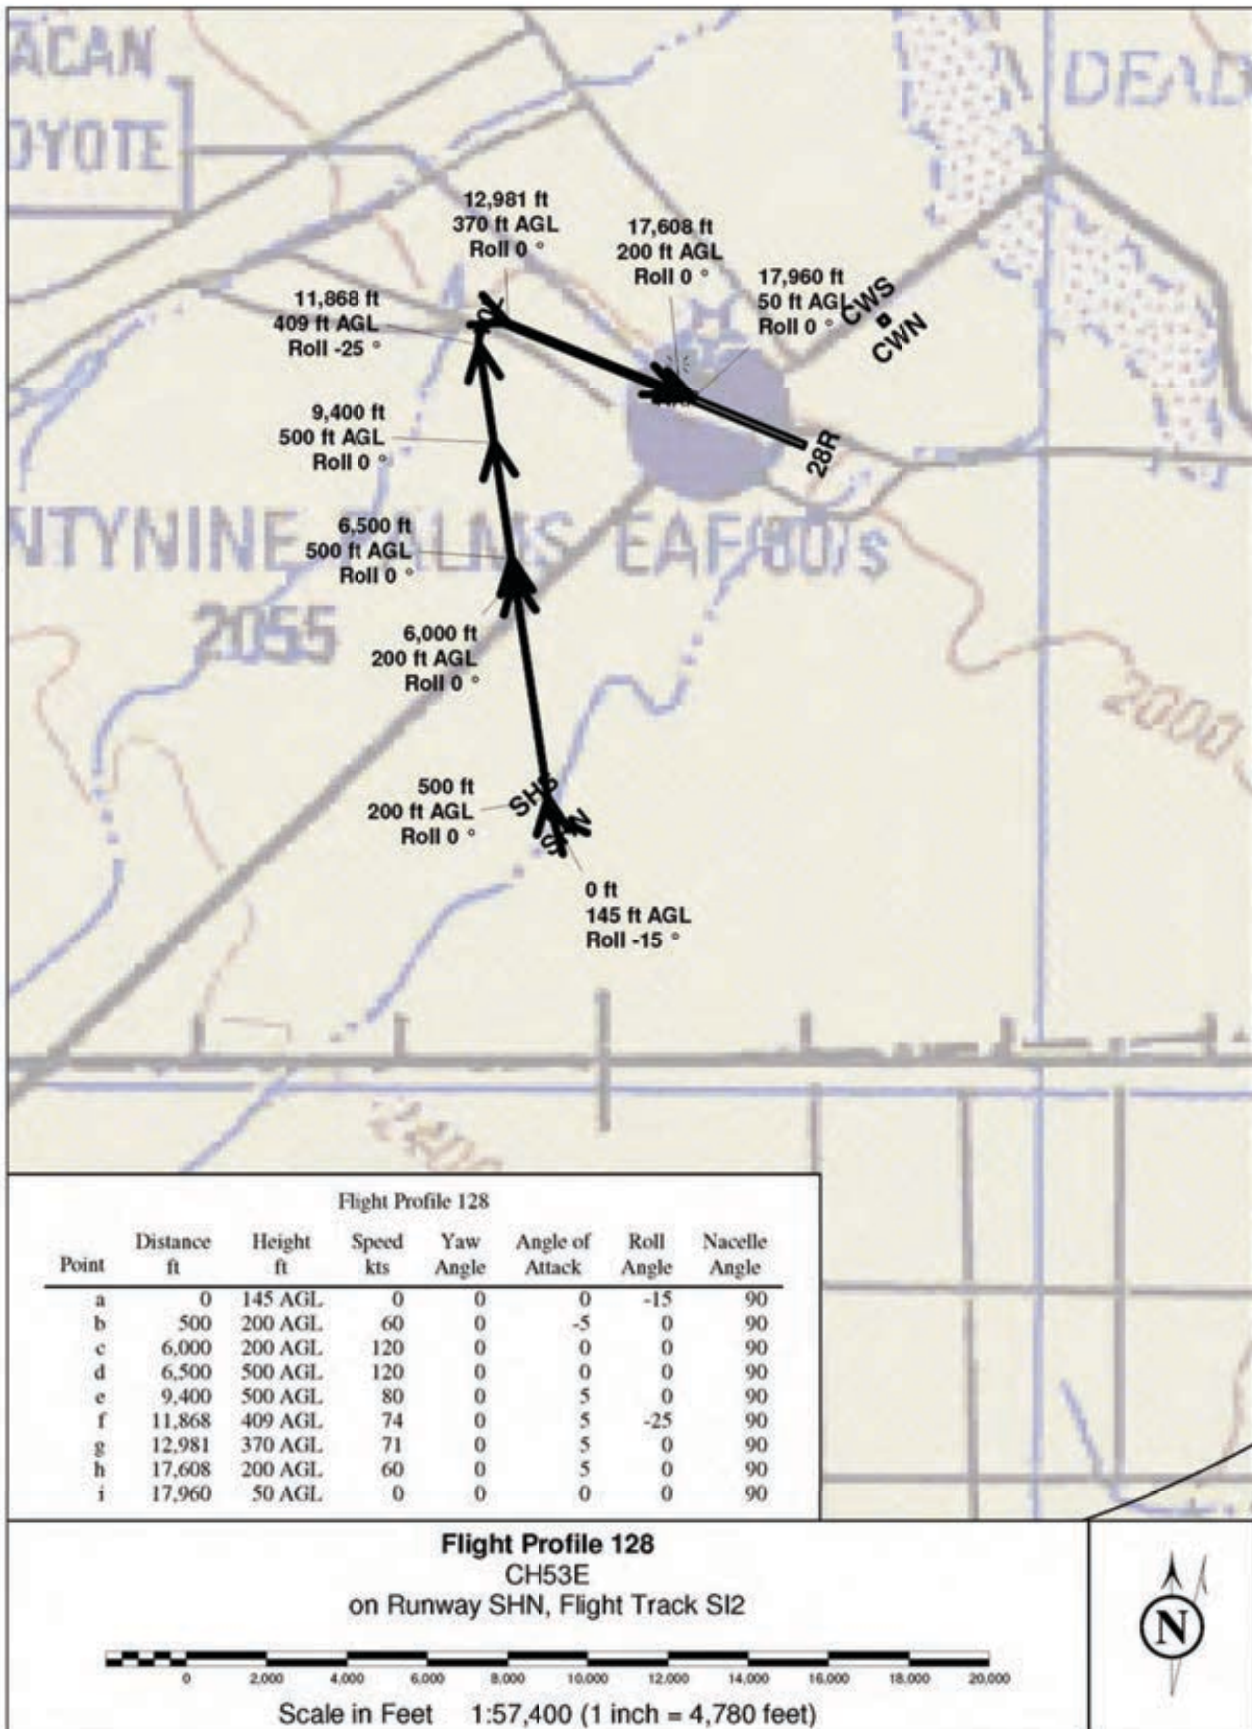 ACAN
OYOTE
DEAD
12,981 ft
370 ft AGL
Roll 0 °
17,608 ft
200 ft AGL
Roll 0 °
17,960 ft
50 ft AGL
Roll 0 °
CWS
CWN
11,868 ft
409 ft AGL
Roll -25 °
9,400 ft
500 ft AGL
Roll 0 °
28R
6,500 ft
500 ft AGL
Roll 0 °
2055
6,000 ft
200 ft AGL
Roll 0 °
2000
500 ft
200 ft AGL
Roll 0 °
SHS
0 ft
145 ft AGL
Roll -15 °
Flight Profile 128
Point Distance ft Height ft Speed kts Yaw Angle Angle of Attack Roll Angle Nacelle Angle
a 0 145 AGL 0 0 0 -15 90
b 500 200 AGL 60 0 -5 0 90
c 6,000 200 AGL 120 0 0 0 90
d 6,500 500 AGL 120 0 0 0 90
e 9,400 500 AGL 80 0 5 0 90
f 11,868 409 AGL 74 0 5 -25 90
g 12,981 370 AGL 71 0 5 0 90
h 17,608 200 AGL 60 0 5 0 90
i 17,960 50 AGL 0 0 0 0 90
Flight Profile 128
CH53E
on Runway SHN, Flight Track SI2
0 2,000 4,000 6,000 8,000 10,000 12,000 14,000 16,000 18,000 20,000
Scale in Feet 1:57,400 (1 inch = 4,780 feet)
N